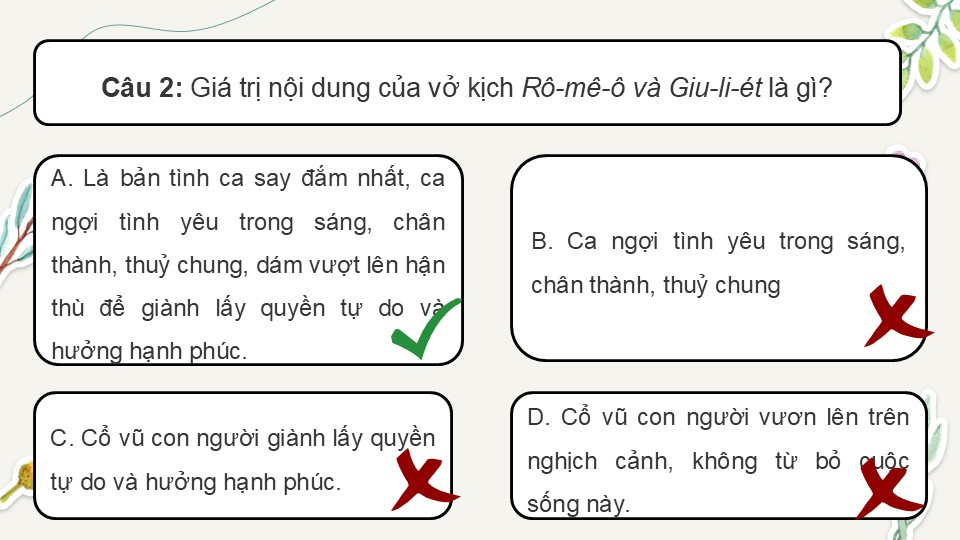 Câu 2: Giá trị nội dung của vở kịch Rô-mê-ô và Giu-li-ét là gì?
A. Là bản tình ca say đắm nhất, ca
ngợi tình yêu trong sáng, chân
thành, thuỷ chung, dám vượt lên hận
thù để giành lấy quyền tự do và
hưởng hạnh phúc.
B. Ca ngợi tình yêu trong sáng,
chân thành, thuỷ chung
C. Cổ vũ con người giành lấy quyền
tự do và hưởng hạnh phúc.
D. Cổ vũ con người vươn lên trên
nghịch cảnh, không từ bỏ cuộc
sống này.